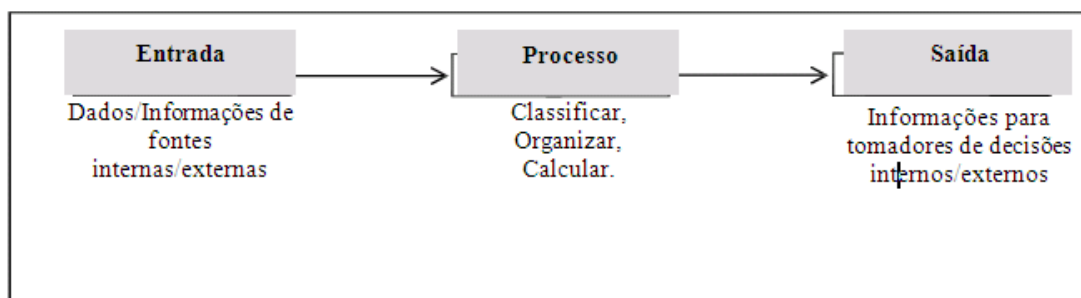 Entrada
Dados/Informações de
fontes
internas/externas
Processo
Classificar,
Organizar,
Calcular.
Saída
Informações para
tomadores de decisões
internos/externos